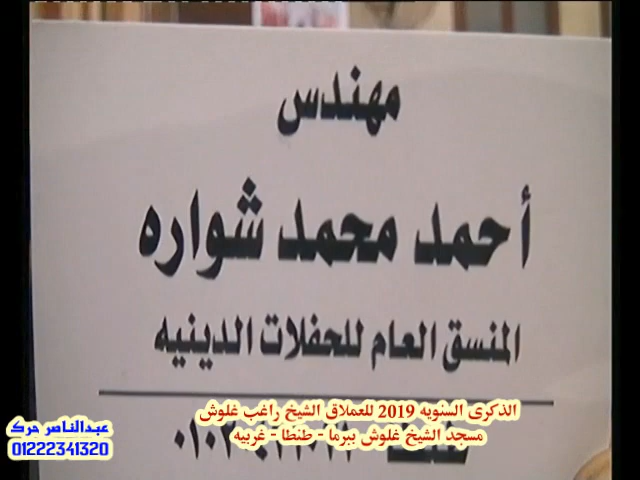 مهندس
أحمد محمد شواره
المنسق العام للحفلات الدينيه
الذكرى السنويه 2019 للعملاق الشيخ راغب غلوش
مسجد الشيخ غلوش ببرما - طنطا - غربيه
عبدالناصر حرك
01222341320